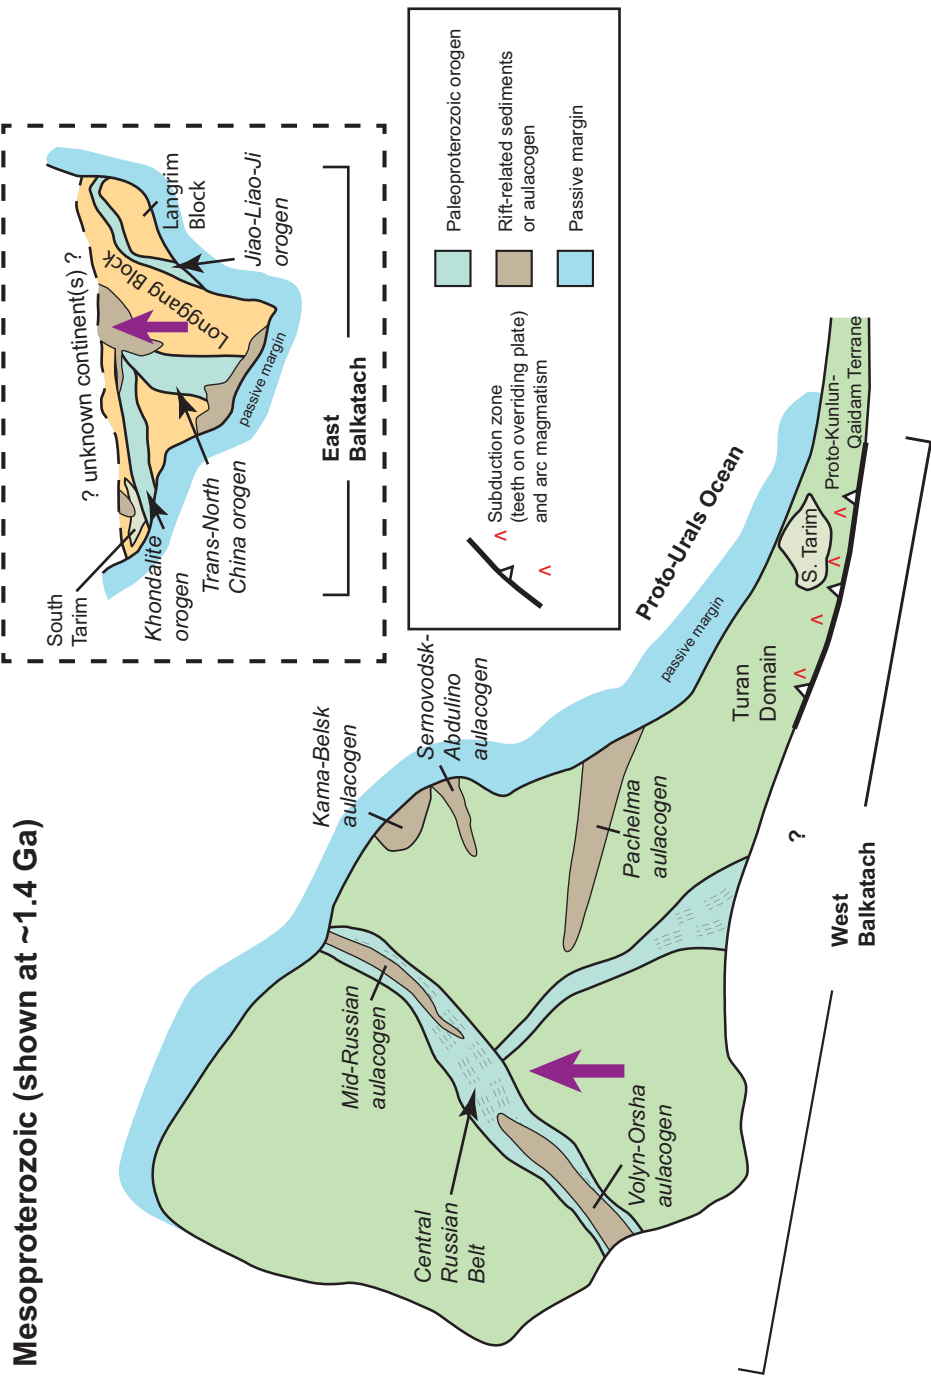 Mesoproterozoic (shown at ~1.4 Ga)
Central
Russian
Belt
Mid-Russian
aulacogen
Volyn-Orsha
aulacogen
Kama-Belsk
aulacogen
Sernovodsk-
Abdulino
aulacogen
Pachelma
aulacogen
Proto-Urals Ocean
passive margin
Turan
Domain
S. Tarim
Proto-Kunlun-
Qaidam Terrane
?
West
Balkatach
South
Tarim
? unknown continent(s) ?
Khondalite
orogen
Trans-North
China orogen
Longgang Block
Langrim
Block
Jiao-Liao-Ji
orogen
passive margin
East
Balkatach
Subduction zone
(teeth on overriding plate)
and arc magmatism
Paleoproterozoic orogen
Rift-related sediments
or aulacogen
Passive margin